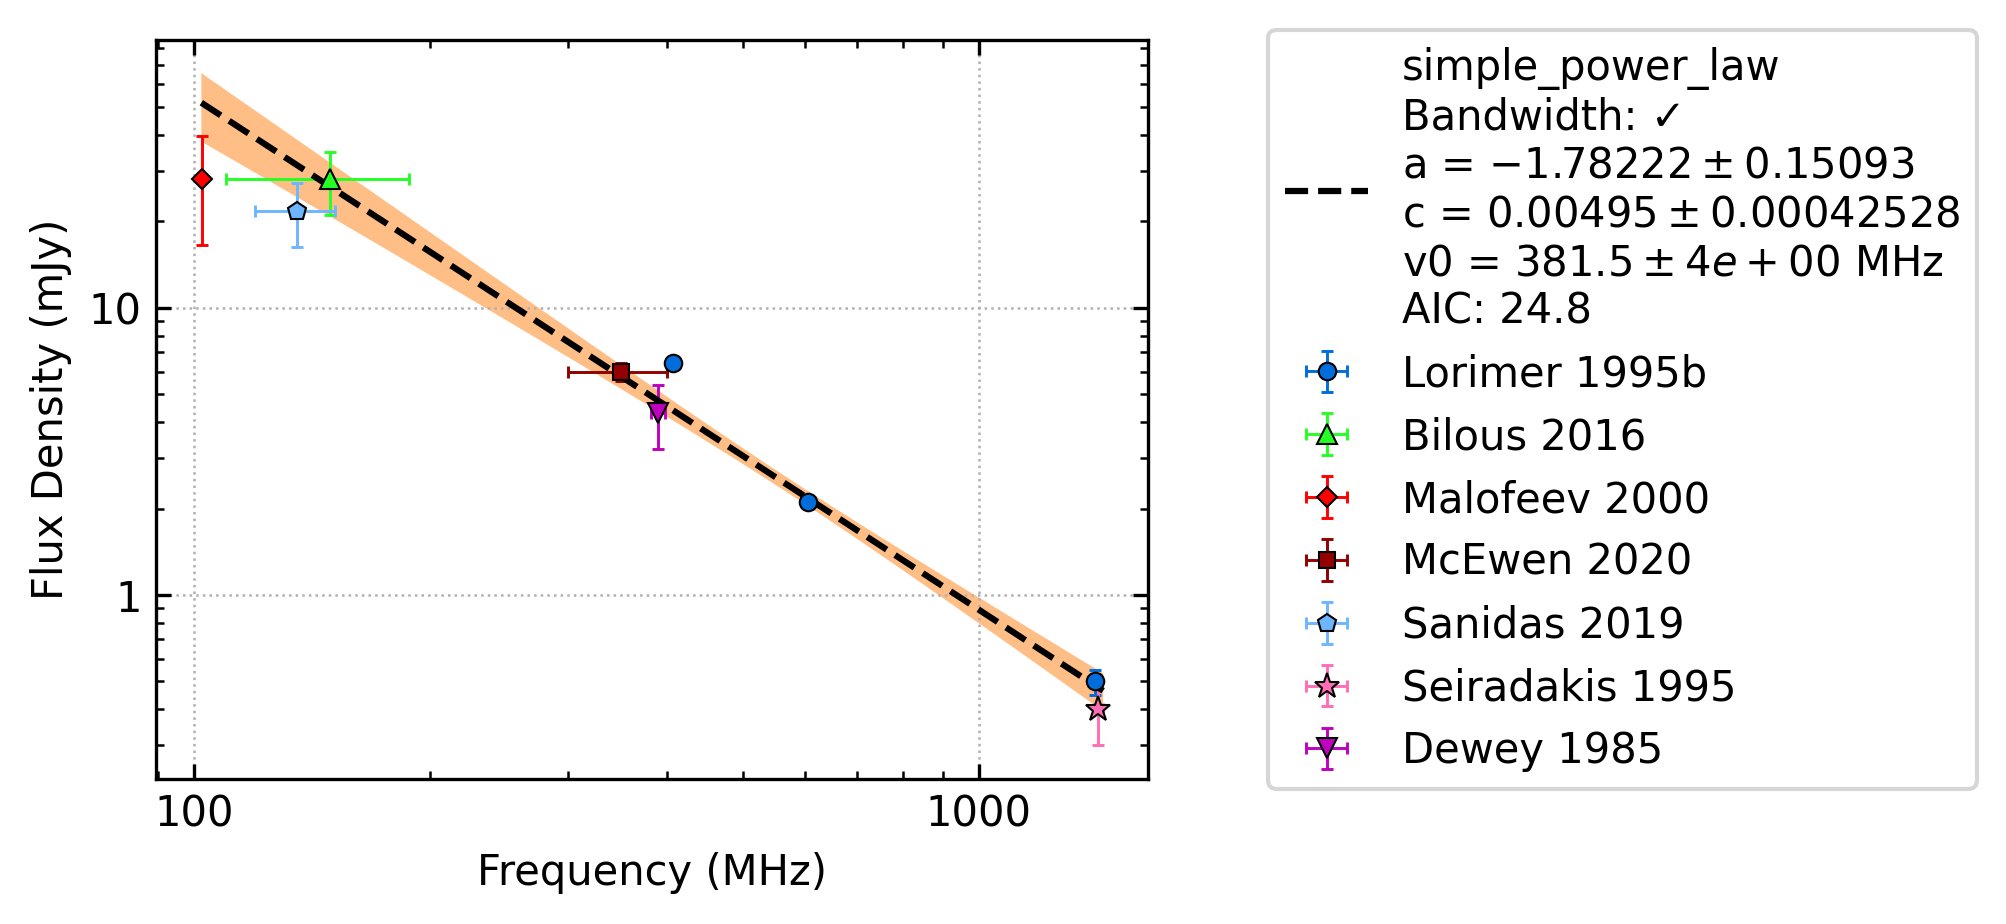 Flux Density (mJy)
10
1
100
1000
Frequency (MHz)
simple_power_law
Bandwidth: ✓
a = −1.78222 ± 0.15093
c = 0.00495 ± 0.00042528
v0 = 381.5 ± 4e + 00 MHz
AIC: 24.8
Lorimer 1995b
Bilous 2016
Malofeev 2000
McEwen 2020
Sanidas 2019
Seiradakis 1995
Dewey 1985